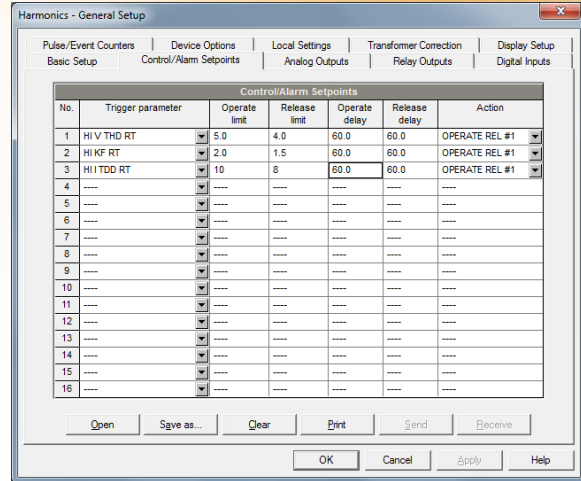 Harmonics - General Setup
Pulse/Event Counters Device Options Local Settings Transformer Correction Display Setup
Basic Setup Control/Alarm Setpoints Analog Outputs Relay Outputs Digital Inputs
Control/Alarm Setpoints
No. Trigger parameter Operate limit Release limit Operate delay Release delay Action
1 HI V THD RT 5.0 4.0 60.0 60.0 OPERATE REL #1
2 HI KF RT 2.0 1.5 60.0 60.0 OPERATE REL #1
3 HI I TDD RT 10 8 60.0 60.0 OPERATE REL #1
4 ---- ---- ---- ---- ---- ----
5 ---- ---- ---- ---- ---- ----
6 ---- ---- ---- ---- ---- ----
7 ---- ---- ---- ---- ---- ----
8 ---- ---- ---- ---- ---- ----
9 ---- ---- ---- ---- ---- ----
10 ---- ---- ---- ---- ---- ----
11 ---- ---- ---- ---- ---- ----
12 ---- ---- ---- ---- ---- ----
13 ---- ---- ---- ---- ---- ----
14 ---- ---- ---- ---- ---- ----
15 ---- ---- ---- ---- ---- ----
16 ---- ---- ---- ---- ---- ----
Open Save as... Clear Print Send Receive
OK Cancel Apply Help